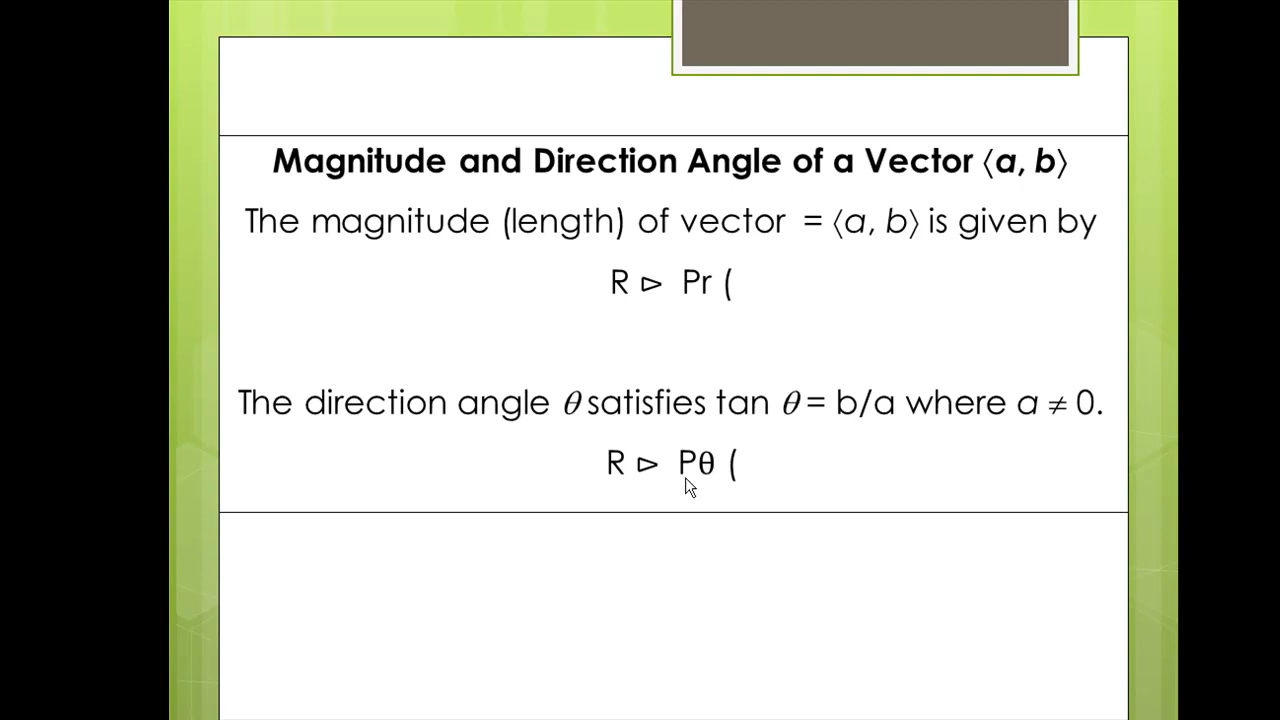 Magnitude and Direction Angle of a Vector ⟨a, b⟩
The magnitude (length) of vector = ⟨a, b⟩ is given by
R ⊳ Pr (
The direction angle θ satisfies tan θ = b/a where a ≠ 0.
R ⊳ Pθ (